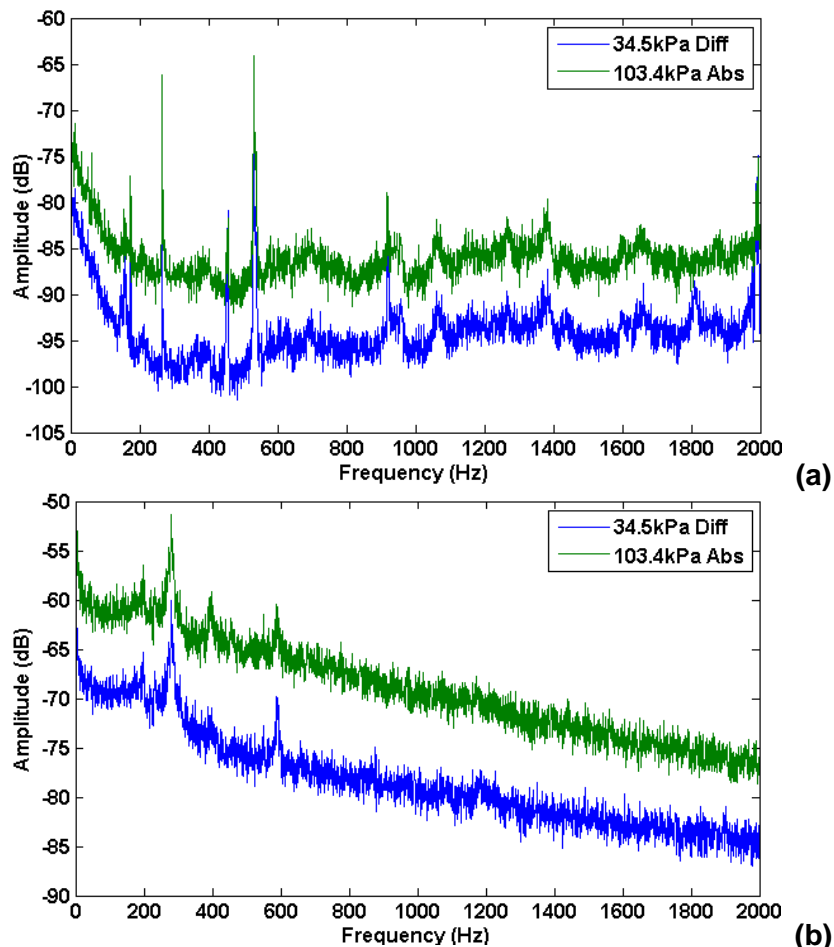 -60
-65
-70
-75
-80
-85
-90
-95
-100
-105
Amplitude (dB)
34.5kPa Diff
103.4kPa Abs
0 200 400 600 800 1000 1200 1400 1600 1800 2000
Frequency (Hz)
(a)
-50
-55
-60
-65
-70
-75
-80
-85
-90
Amplitude (dB)
34.5kPa Diff
103.4kPa Abs
0 200 400 600 800 1000 1200 1400 1600 1800 2000
Frequency (Hz)
(b)